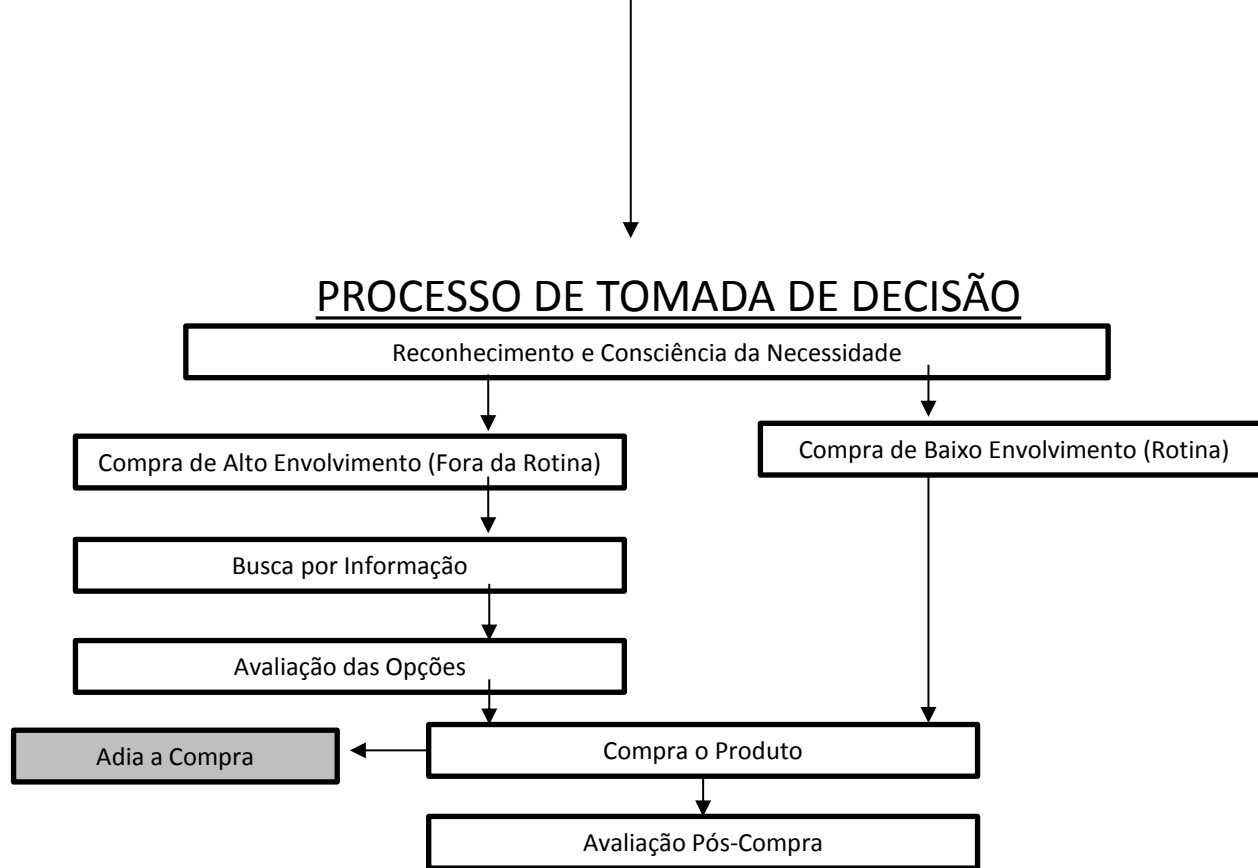 PROCESSO DE TOMADA DE DECISÃO
Reconhecimento e Consciência da Necessidade
Compra de Alto Envolvimento (Fora da Rotina)
Compra de Baixo Envolvimento (Rotina)
Busca por Informação
Avaliação das Opções
Adia a Compra
Compra o Produto
Avaliação Pós-Compra